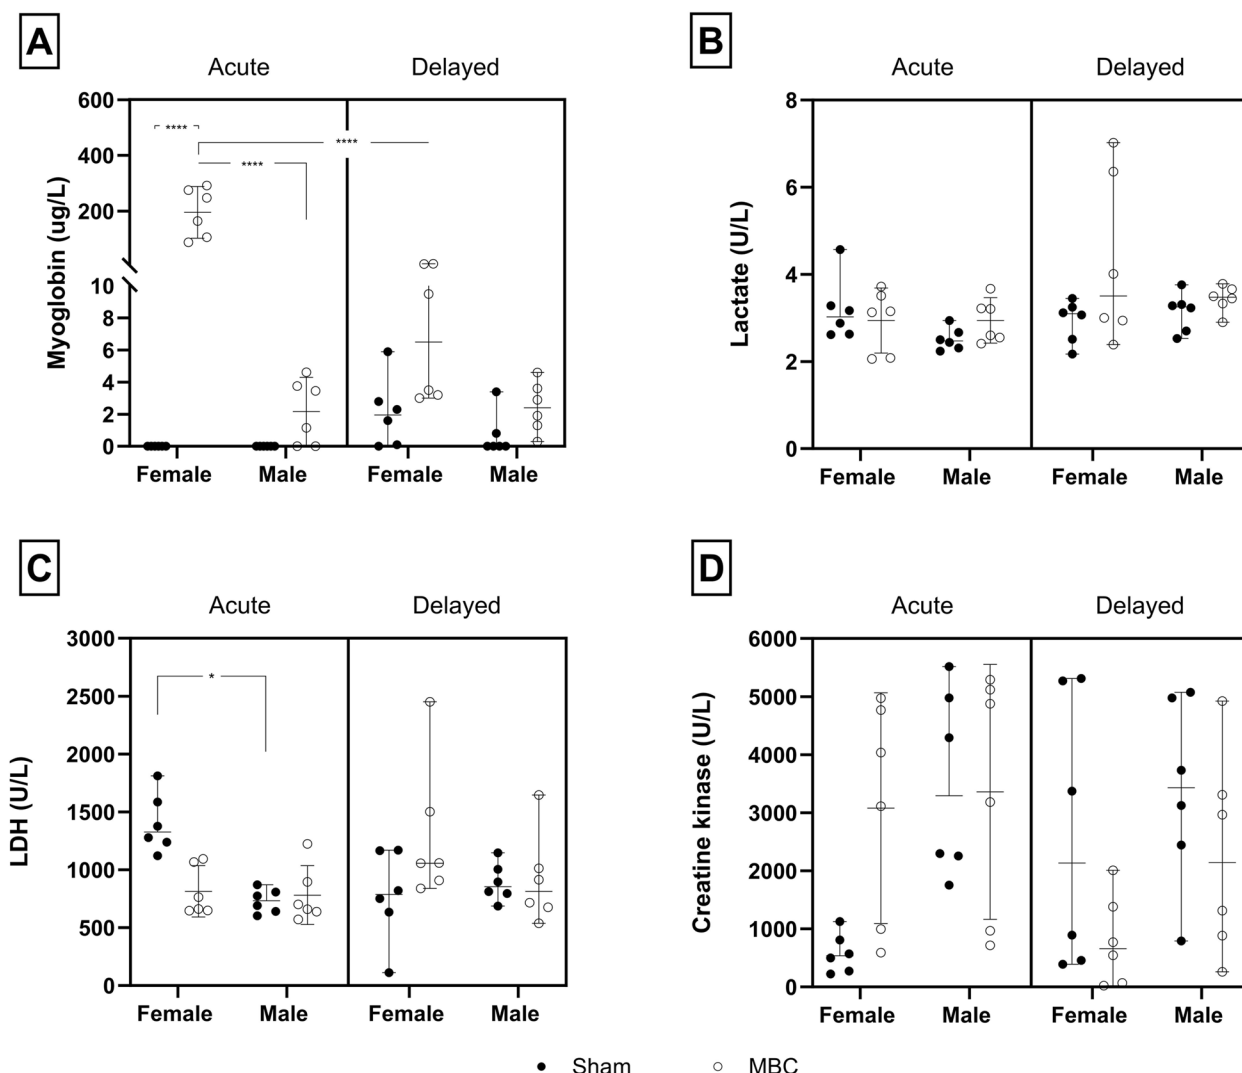 A
Acute Delayed
Myoglobin (ug/L)
600
400
200
10
8
6
4
2
0
****
****
****
Female Male Female Male
B
Acute Delayed
Lactate (U/L)
8
6
4
2
0
Female Male Female Male
C
Acute Delayed
LDH (U/L)
3000
2500
2000
1500
1000
500
0
*
Female Male Female Male
D
Acute Delayed
Creatine kinase (U/L)
6000
5000
4000
3000
2000
1000
0
Female Male Female Male
Sham MBC